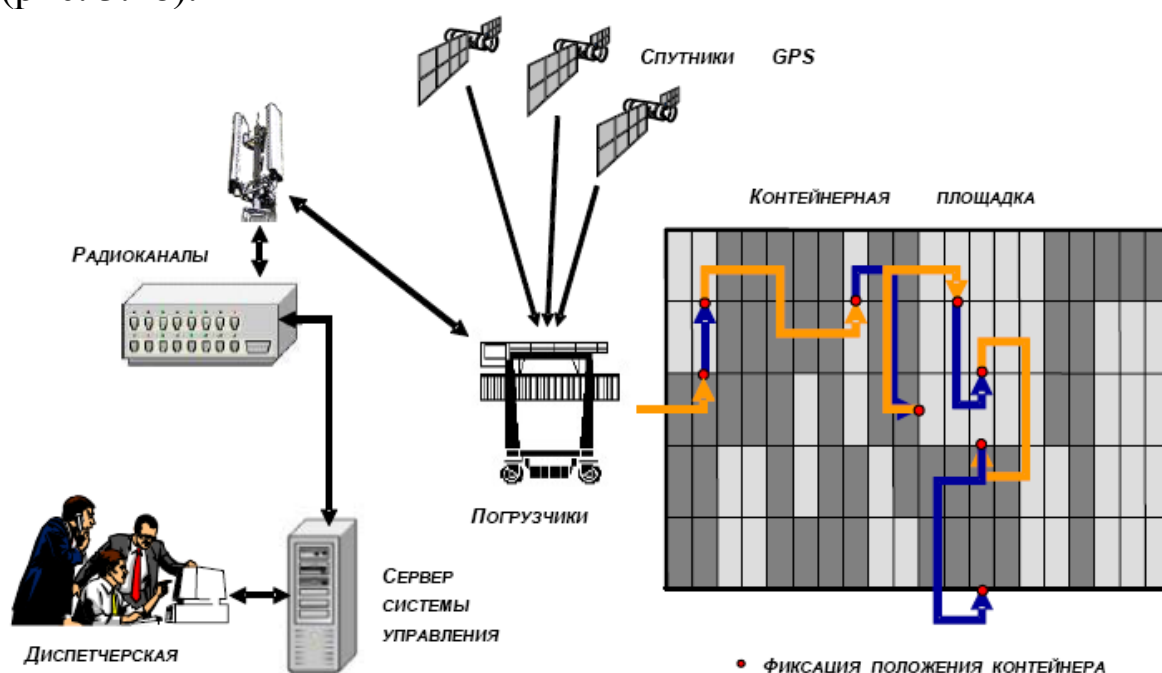 Спутники GPS
Контейнерная площадка
Радиоканалы
Погрузчики
Сервер
системы
управления
Диспетчерская
фиксация положения контейнера